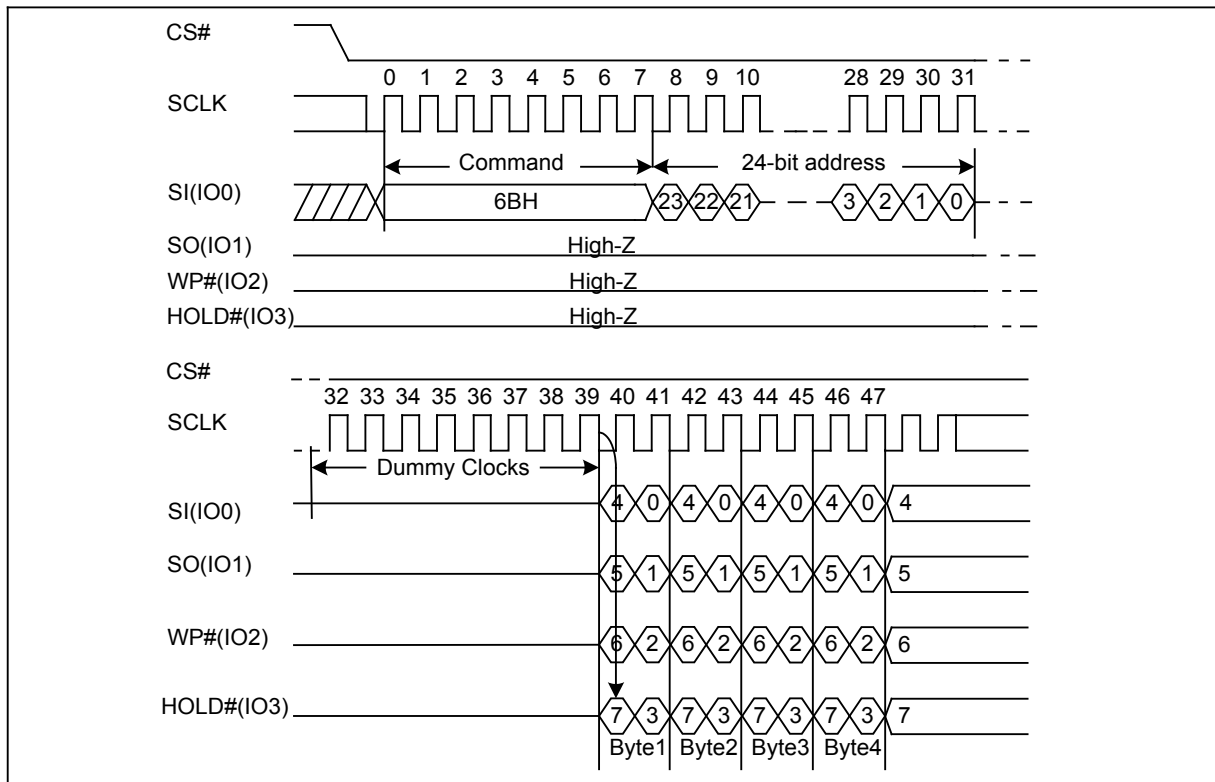 CS#
0 1 2 3 4 5 6 7 8 9 10 28 29 30 31
SCLK
Command 24-bit address
SI(IO0) 6BH 23 22 21 3 2 1 0
SO(IO1) High-Z
WP#(IO2) High-Z
HOLD#(IO3) High-Z
CS#
32 33 34 35 36 37 38 39 40 41 42 43 44 45 46 47
SCLK
Dummy Clocks
SI(IO0) 4 0 4 0 4 0 4 0 4
SO(IO1) 5 1 5 1 5 1 5 1 5
WP#(IO2) 6 2 6 2 6 2 6 2 6
HOLD#(IO3) 7 3 7 3 7 3 7 3 7
Byte1 Byte2 Byte3 Byte4